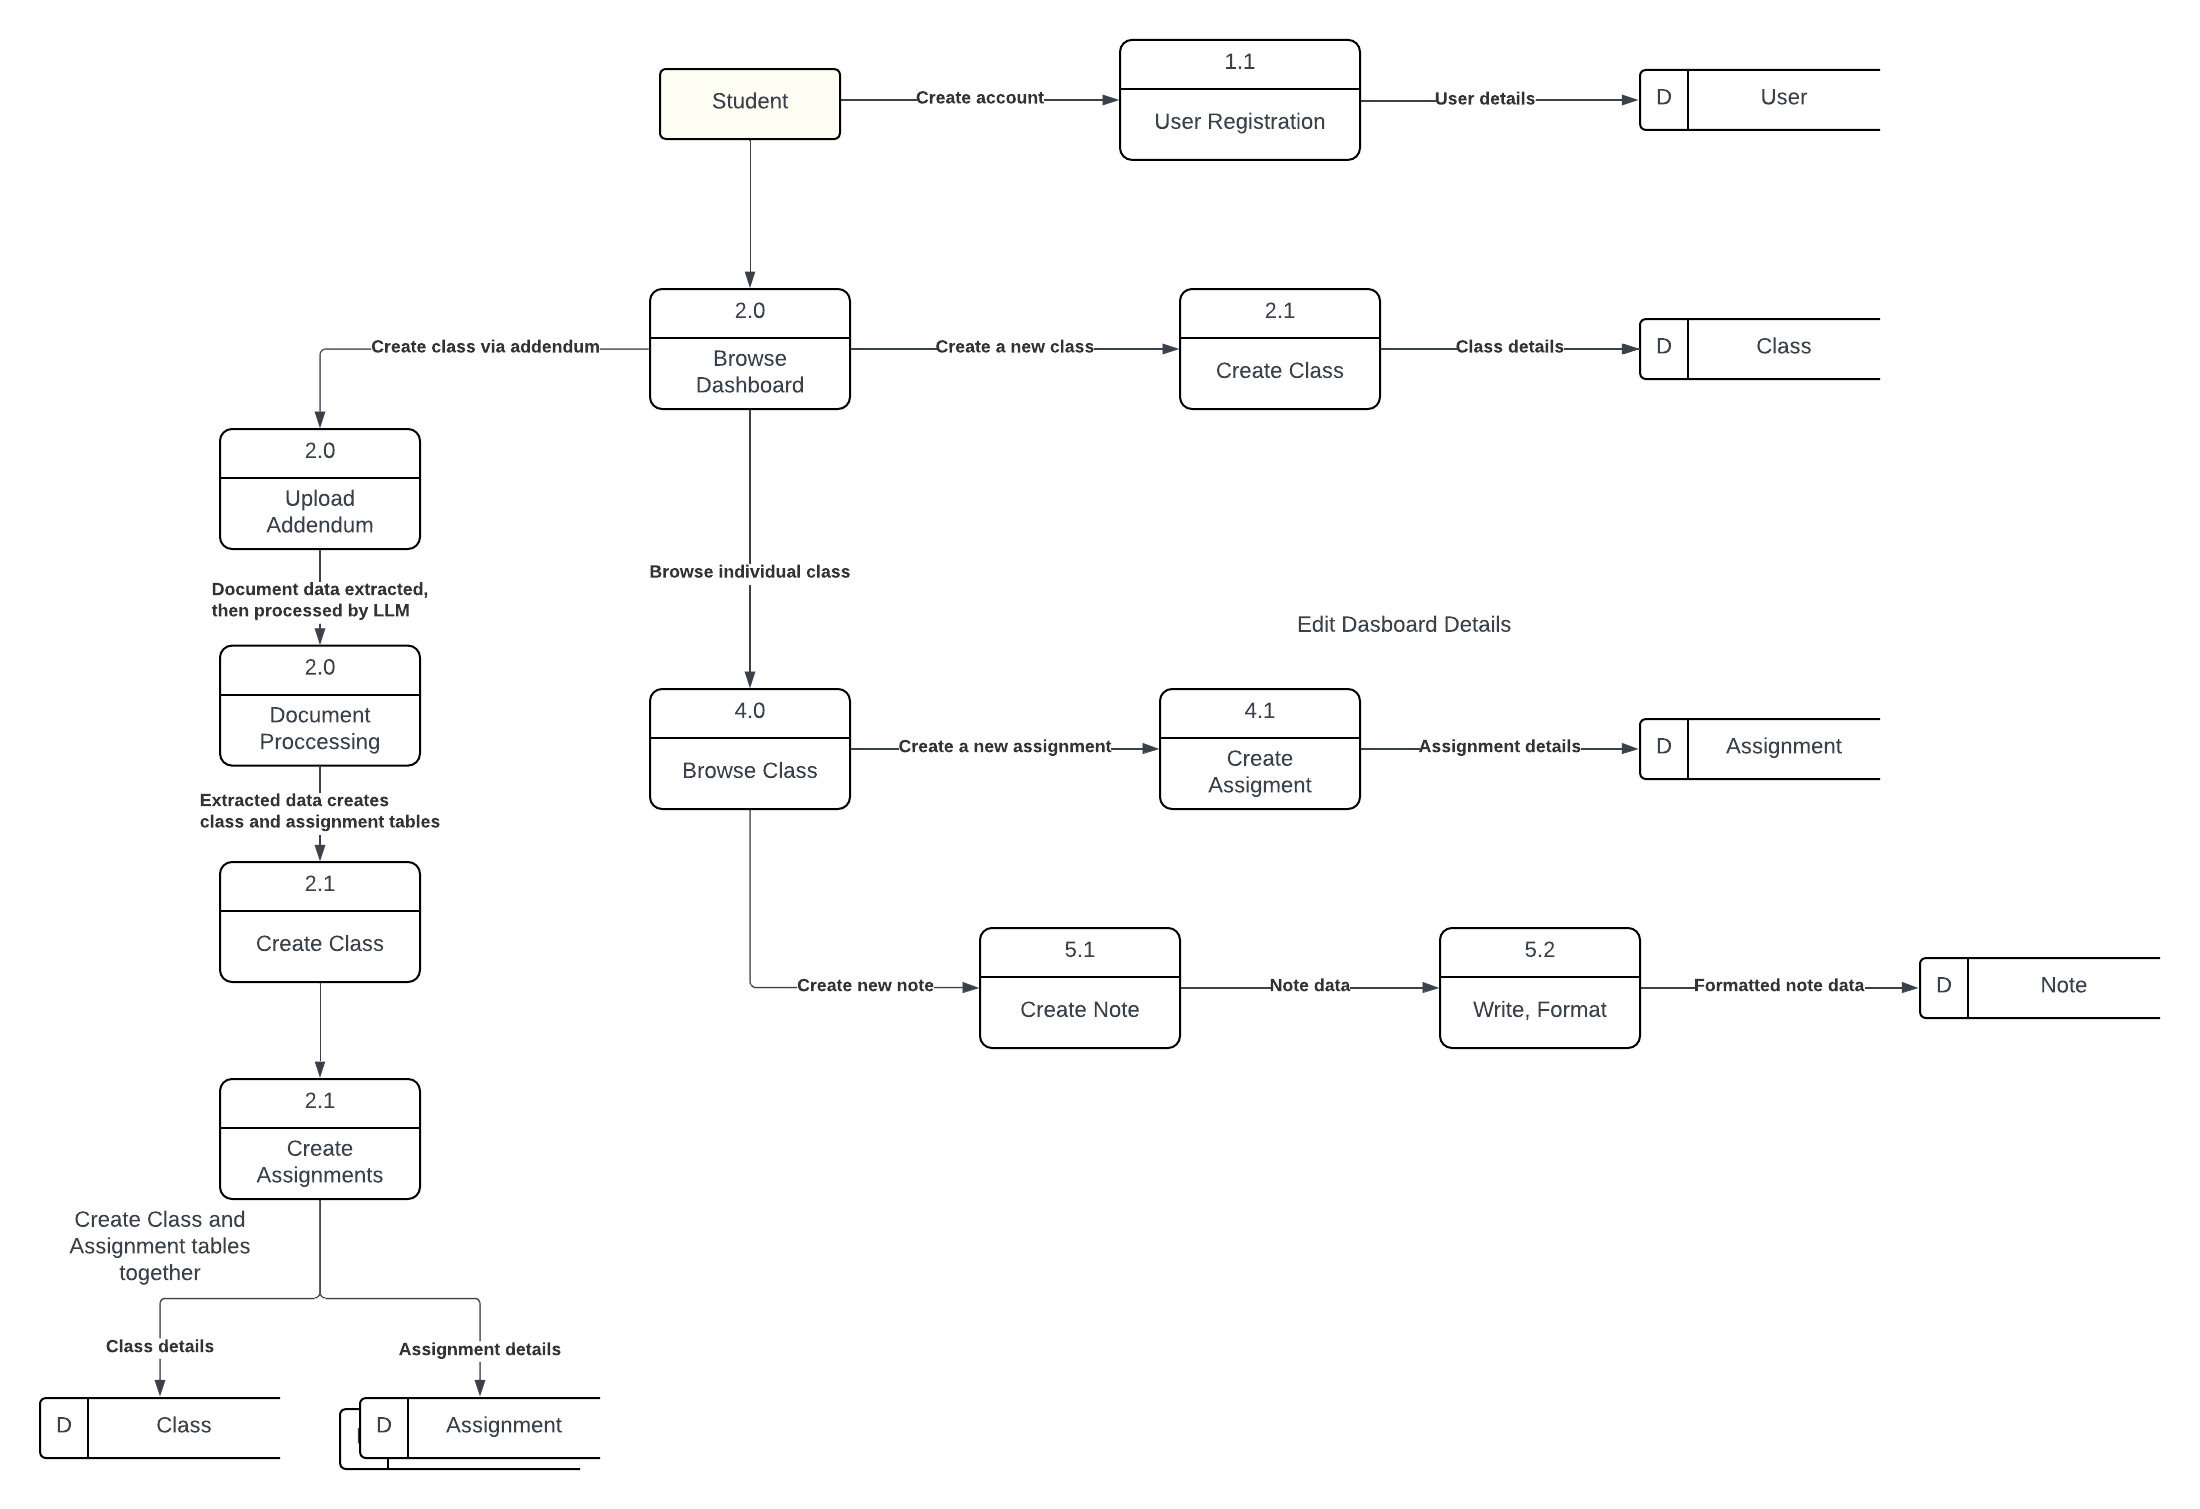 1.1
Student
Create account
User Registration
User details
D
User
2.0
Create class via addendum
Browse
Dashboard
Create a new class
2.1
Create Class
Class details
D
Class
2.0
Upload
Addendum
Document data extracted,
then processed by LLM
Browse individual class
Edit Dasboard Details
2.0
Document
Proccessing
4.0
Browse Class
Create a new assignment
4.1
Create
Assigment
Assignment details
D
Assignment
Extracted data creates
class and assignment tables
2.1
Create Class
Create new note
5.1
Create Note
Note data
5.2
Write, Format
Formatted note data
D
Note
2.1
Create
Assignments
Create Class and
Assignment tables
together
Class details
Assignment details
D
Class
D
Assignment